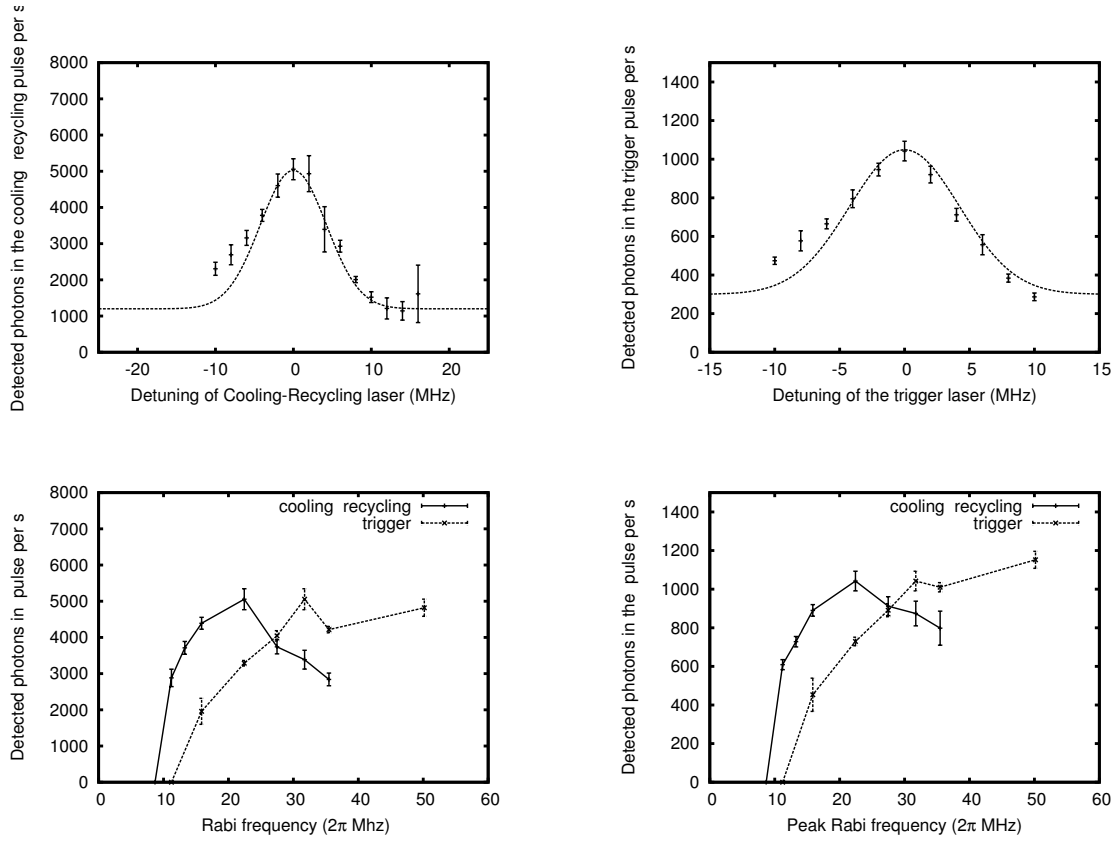 Detected photons in the cooling recycling pulse per s
8000
7000
6000
5000
4000
3000
2000
1000
0
-20 -10 0 10 20
Detuning of Cooling-Recycling laser (MHz)
Detected photons in the trigger pulse per s
1400
1200
1000
800
600
400
200
0
-15 -10 -5 0 5 10 15
Detuning of the trigger laser (MHz)
Detected photons in pulse per s
8000
7000
6000
5000
4000
3000
2000
1000
0
cooling recycling
trigger
0 10 20 30 40 50 60
Rabi frequency (2π Mhz)
Detected photons in the pulse per s
1400
1200
1000
800
600
400
200
0
cooling recycling
trigger
0 10 20 30 40 50 60
Peak Rabi frequency (2π MHz)